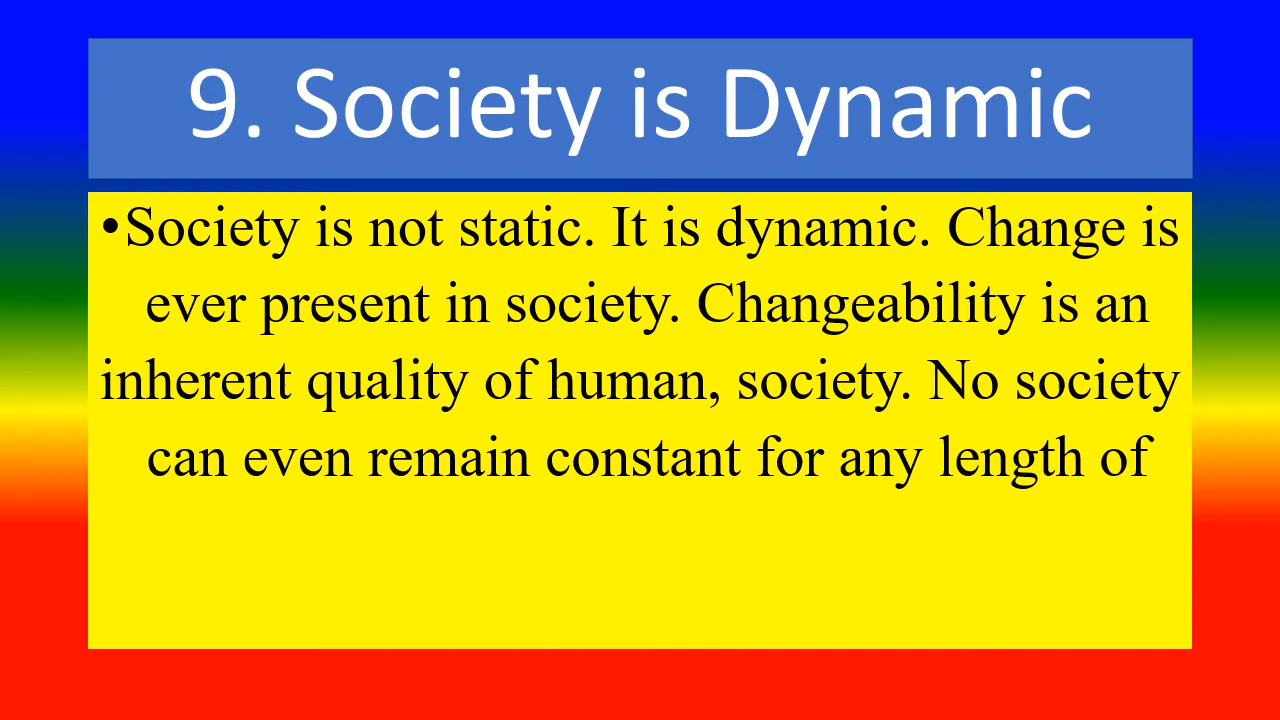 9. Society is Dynamic
•Society is not static. It is dynamic. Change is
ever present in society. Changeability is an
inherent quality of human, society. No society
can even remain constant for any length of